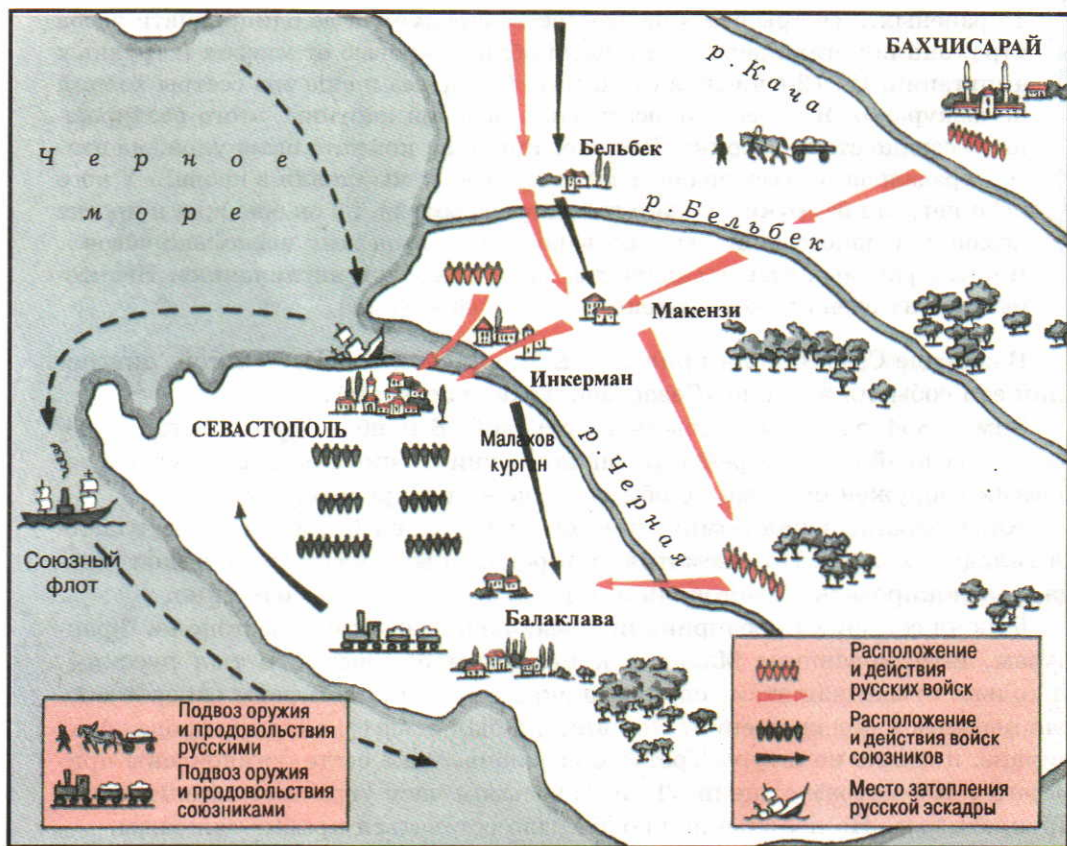 БАХЧИСАРАЙ
р. Кача
Черное
море
Бельбек
р Бельбек
Макензи
Инкерман
СЕВАСТОПОЛЬ
Малахов
курган
р. Черная
Союзный
флот
Балаклава
Подвоз оружия
и продовольствия
русскими
Подвоз оружия
и продовольствия
союзниками
Расположение
и действия
русских войск
Расположение
и действия войск
союзников
Место затопления
русской эскадры